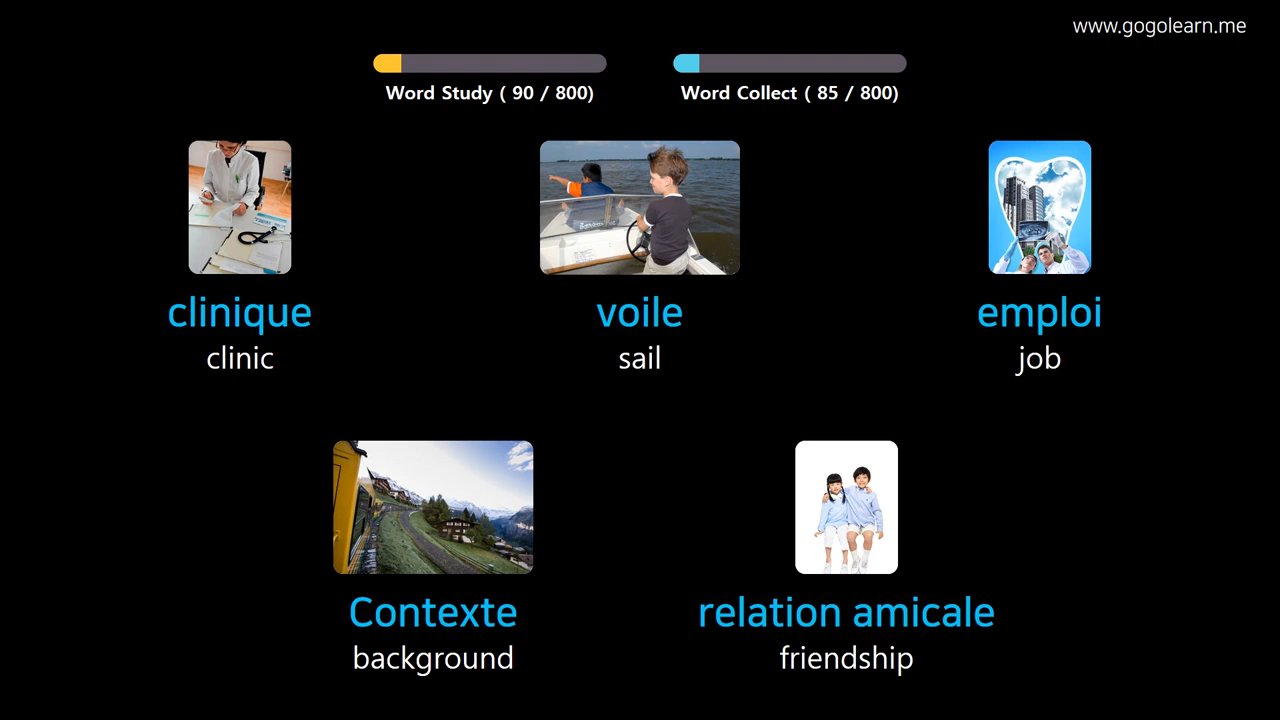 www.gogolearn.me
Word Study ( 90 / 800)
Word Collect ( 85 / 800)
clinique
clinic
voile
sail
emploi
job
Contexte
background
relation amicale
friendship